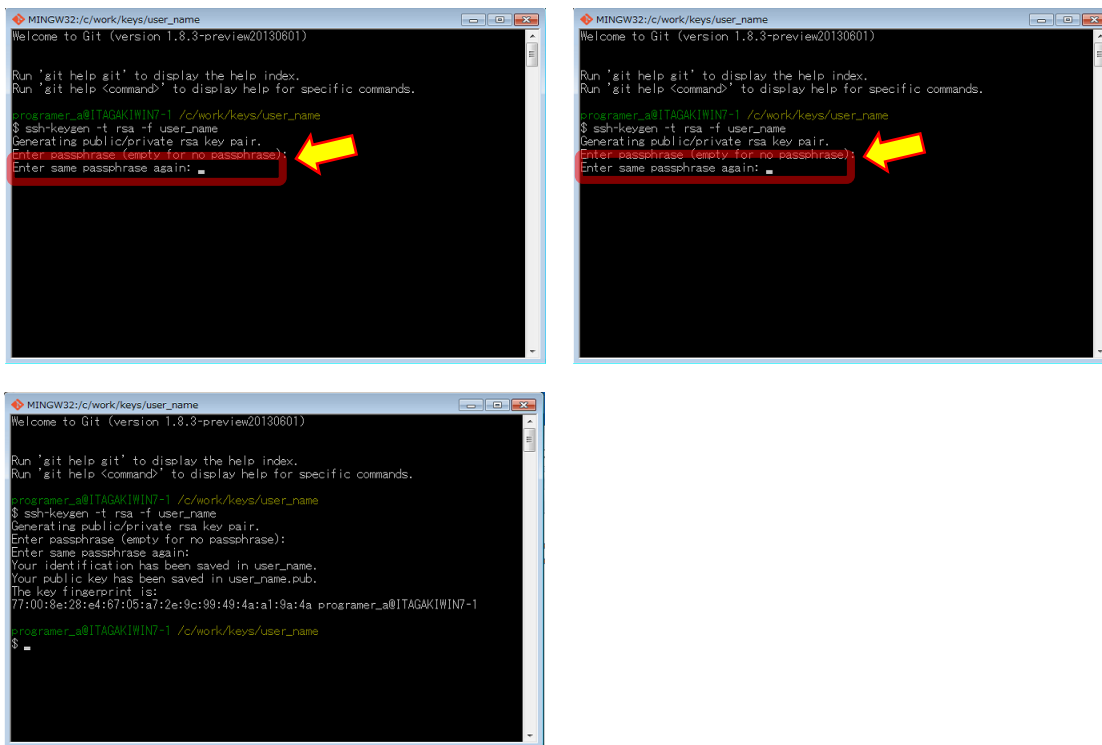 MINGW32:/c/work/keys/user_name
Welcome to Git (version 1.8.3-preview20130601)
Run 'git help git' to display the help index.
Run 'git help <command>' to display help for specific commands.
programer_a@ITAGAKIWIN7-1 /c/work/keys/user_name
$ ssh-keygen -t rsa -f user_name
Generating public/private rsa key pair.
Enter passphrase (empty for no passphrase):
Enter same passphrase again:
MINGW32:/c/work/keys/user_name
Welcome to Git (version 1.8.3-preview20130601)
Run 'git help git' to display the help index.
Run 'git help <command>' to display help for specific commands.
programer_a@ITAGAKIWIN7-1 /c/work/keys/user_name
$ ssh-keygen -t rsa -f user_name
Generating public/private rsa key pair.
Enter passphrase (empty for no passphrase):
Enter same passphrase again:
MINGW32:/c/work/keys/user_name
Welcome to Git (version 1.8.3-preview20130601)
Run 'git help git' to display the help index.
Run 'git help <command>' to display help for specific commands.
programer_a@ITAGAKIWIN7-1 /c/work/keys/user_name
$ ssh-keygen -t rsa -f user_name
Generating public/private rsa key pair.
Enter passphrase (empty for no passphrase):
Enter same passphrase again:
Your identification has been saved in user_name.
Your public key has been saved in user_name.pub.
The key fingerprint is:
77:00:8e:28:e4:67:05:a7:2e:9c:99:49:4a:a1:9a:4a programer_a@ITAGAKIWIN7-1
programer_a@ITAGAKIWIN7-1 /c/work/keys/user_name
$